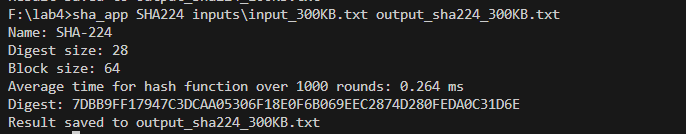 F:\lab4>sha_app SHA224 inputs\input_300KB.txt output_sha224_300KB.txt
Name: SHA-224
Digest size: 28
Block size: 64
Average time for hash function over 1000 rounds: 0.264 ms
Digest: 7DBB9FF17947C3DCAA05306F18E0F6B069EEC2874D280FEDA0C31D6E
Result saved to output_sha224_300KB.txt